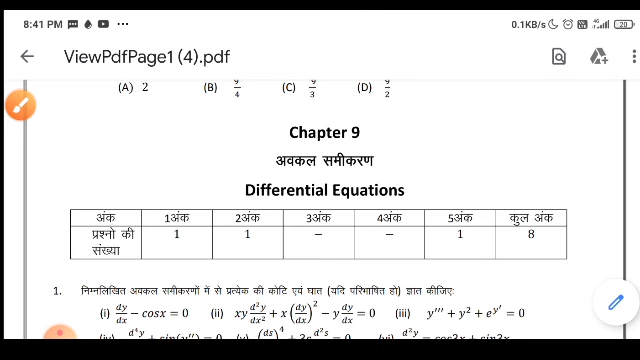 8:41 PM ... 0.1KB/s 4G 20
ViewPdfPage1 (4).pdf
(A) 2 (B) 9/4 (C) 9/3 (D) 9/2
Chapter 9
अवकल समीकरण
Differential Equations
अंक 1अंक 2अंक 3अंक 4अंक 5अंक कुल अंक
प्रश्नो की संख्या 1 1 – – 1 8
1. निम्नलिखित अवकल समीकरणों में से प्रत्येक की कोटि एवं घात (यदि परिभाषित हो) ज्ञात कीजिए:
(i) dy/dx − cosx = 0 (ii) xy d²y/dx² + x(dy/dx)² − y dy/dx = 0 (iii) y''' + y² + e^y' = 0